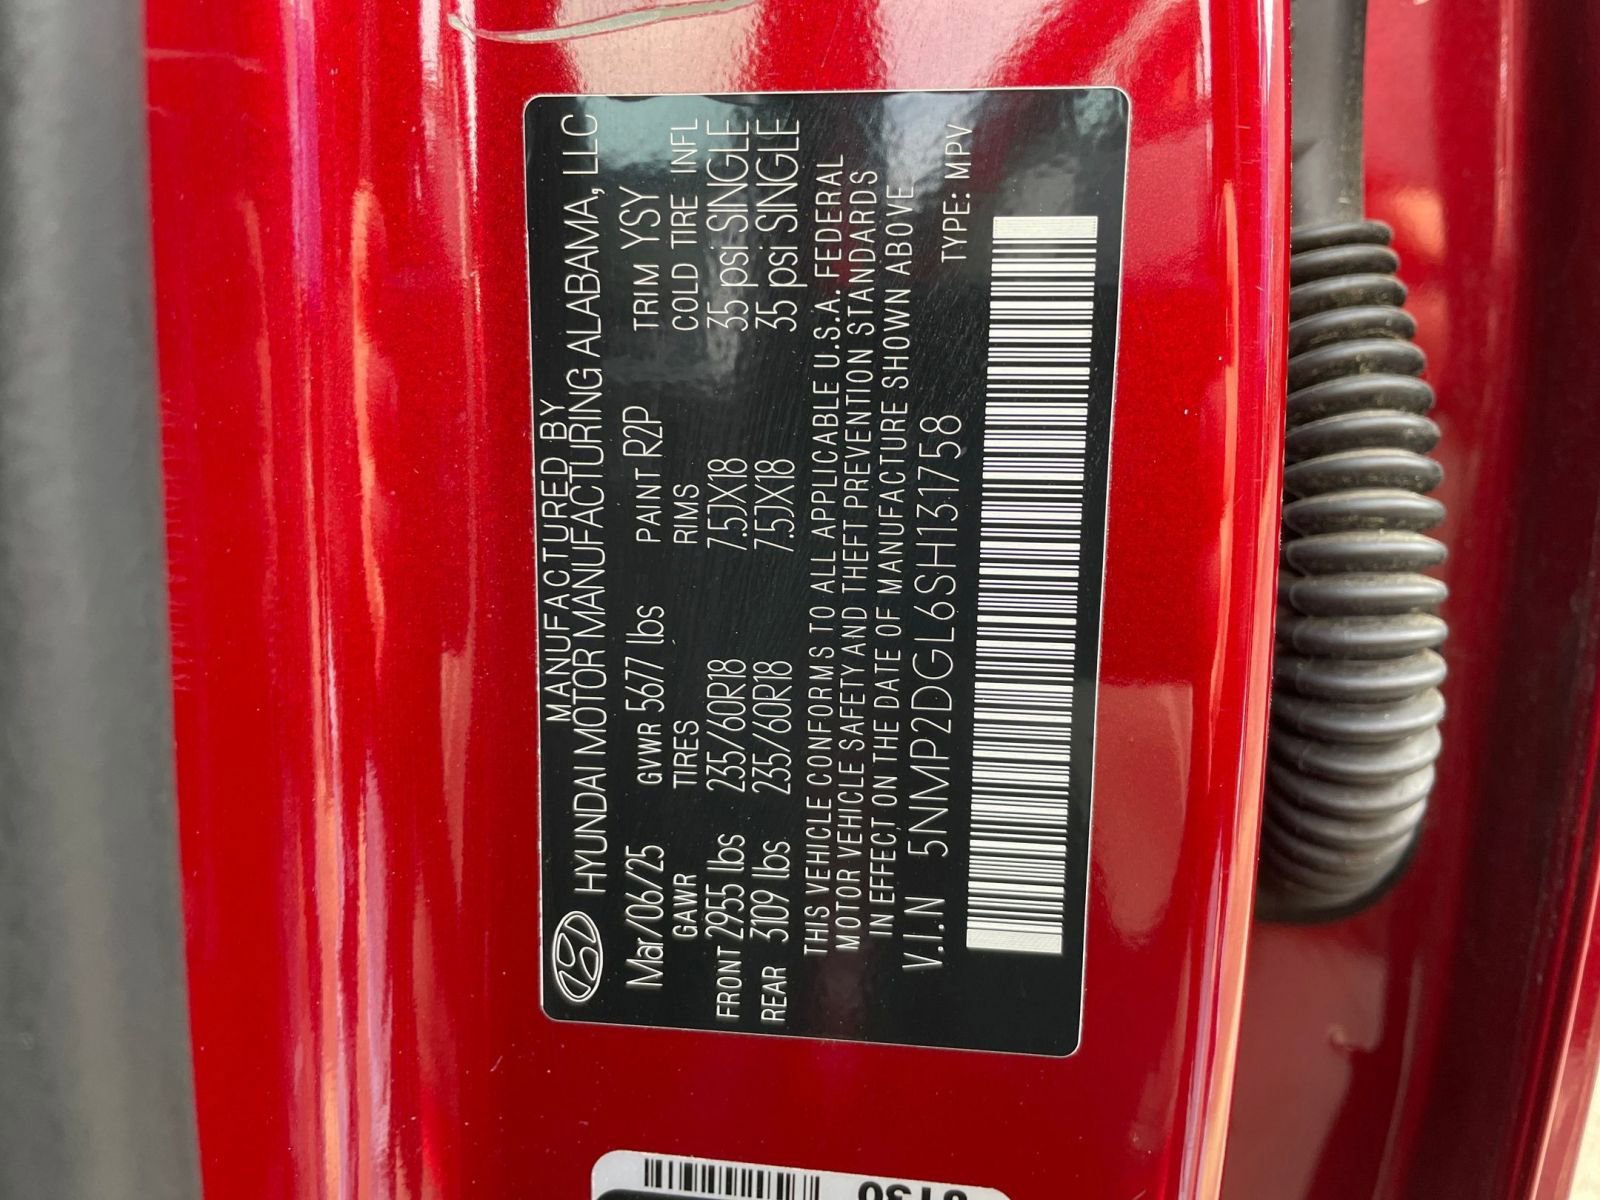 MANUFACTURED BY
HYUNDAI MOTOR MANUFACTURING ALABAMA, LLC
Mar/06/25 GVWR 5677 lbs PAINT R2P TRIM YSY
GAWR TIRES RIMS COLD TIRE INFL
FRONT 2955 lbs 235/60R18 7.5JX18 35 psi SINGLE
REAR 3109 lbs 235/60R18 7.5JX18 35 psi SINGLE
THIS VEHICLE CONFORMS TO ALL APPLICABLE U.S.A. FEDERAL
MOTOR VEHICLE SAFETY AND THEFT PREVENTION STANDARDS
IN EFFECT ON THE DATE OF MANUFACTURE SHOWN ABOVE
V.I.N 5NMP2DGL6SH131758 TYPE: MPV